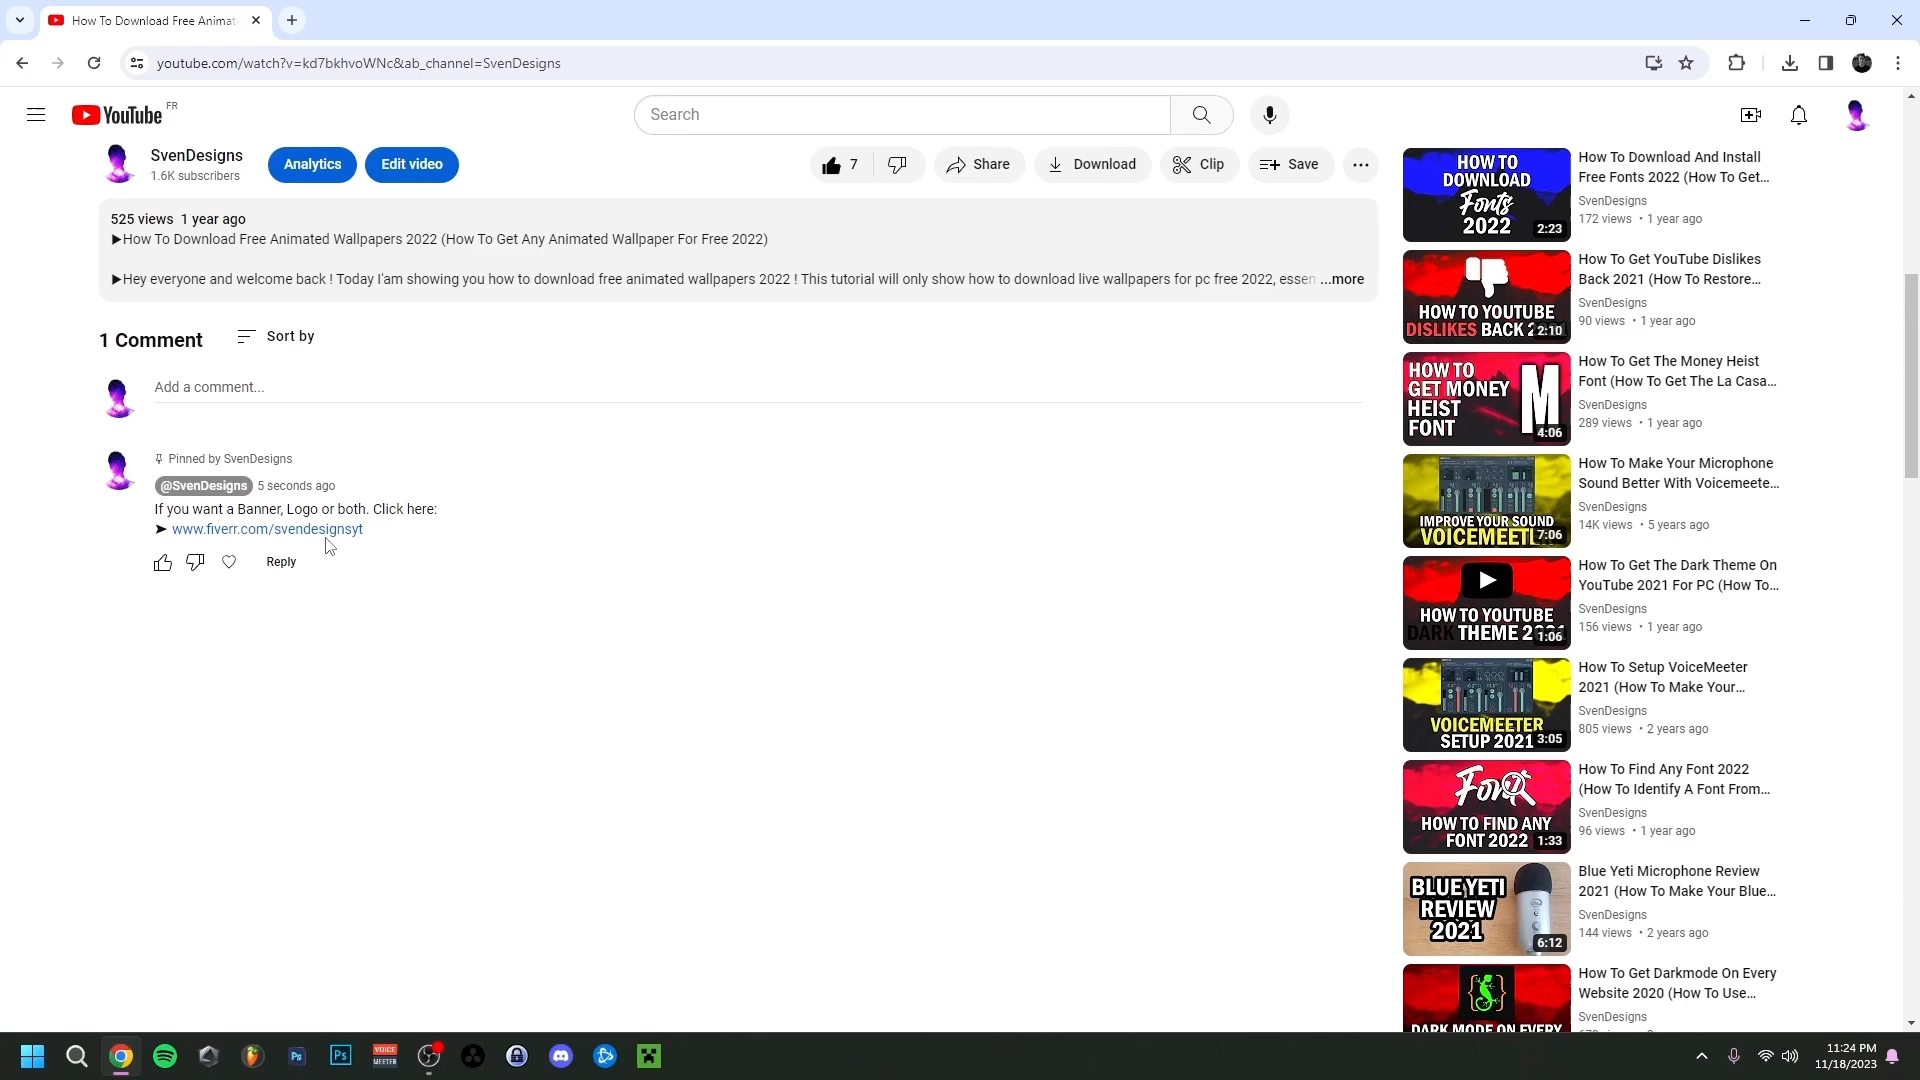 How To Download Free Animat
youtube.com/watch?v=kd7bkhvoWNc&ab_channel=SvenDesigns
YouTube FR
Search
SvenDesigns
1.6K subscribers
Analytics
Edit video
7
Share
Download
Clip
Save
525 views 1 year ago
▶How To Download Free Animated Wallpapers 2022 (How To Get Any Animated Wallpaper For Free 2022)
▶Hey everyone and welcome back ! Today I'am showing you how to download free animated wallpapers 2022 ! This tutorial will only show how to download live wallpapers for pc free 2022, essen ...more
1 Comment
Sort by
Add a comment...
Pinned by SvenDesigns
@SvenDesigns 5 seconds ago
If you want a Banner, Logo or both. Click here:
➤ www.fiverr.com/svendesignsyt
Reply
HOW TO
DOWNLOAD
Fonts
2022
2:23
How To Download And Install
Free Fonts 2022 (How To Get...
SvenDesigns
172 views • 1 year ago
HOW TO YOUTUBE
DISLIKES BACK 2
2:10
How To Get YouTube Dislikes
Back 2021 (How To Restore...
SvenDesigns
90 views • 1 year ago
HOW TO
GET MONEY
HEIST
FONT
M
4:06
How To Get The Money Heist
Font (How To Get The La Casa...
SvenDesigns
289 views • 1 year ago
IMPROVE YOUR SOUND
VOICEMEETE
7:06
How To Make Your Microphone
Sound Better With Voicemeete...
SvenDesigns
14K views • 5 years ago
HOW TO YOUTUBE
DARK THEME 2021
1:06
How To Get The Dark Theme On
YouTube 2021 For PC (How To...
SvenDesigns
156 views • 1 year ago
VOICEMEETER
SETUP 2021
3:05
How To Setup VoiceMeeter
2021 (How To Make Your...
SvenDesigns
805 views • 2 years ago
Font
HOW TO FIND ANY
FONT 2022
1:33
How To Find Any Font 2022
(How To Identify A Font From...
SvenDesigns
96 views • 1 year ago
BLUE YETI
REVIEW
2021
6:12
Blue Yeti Microphone Review
2021 (How To Make Your Blue...
SvenDesigns
144 views • 2 years ago
DARK MODE ON EVERY
How To Get Darkmode On Every
Website 2020 (How To Use...
SvenDesigns
Ps
Ps
VOICE
MEETER
11:24 PM
11/18/2023